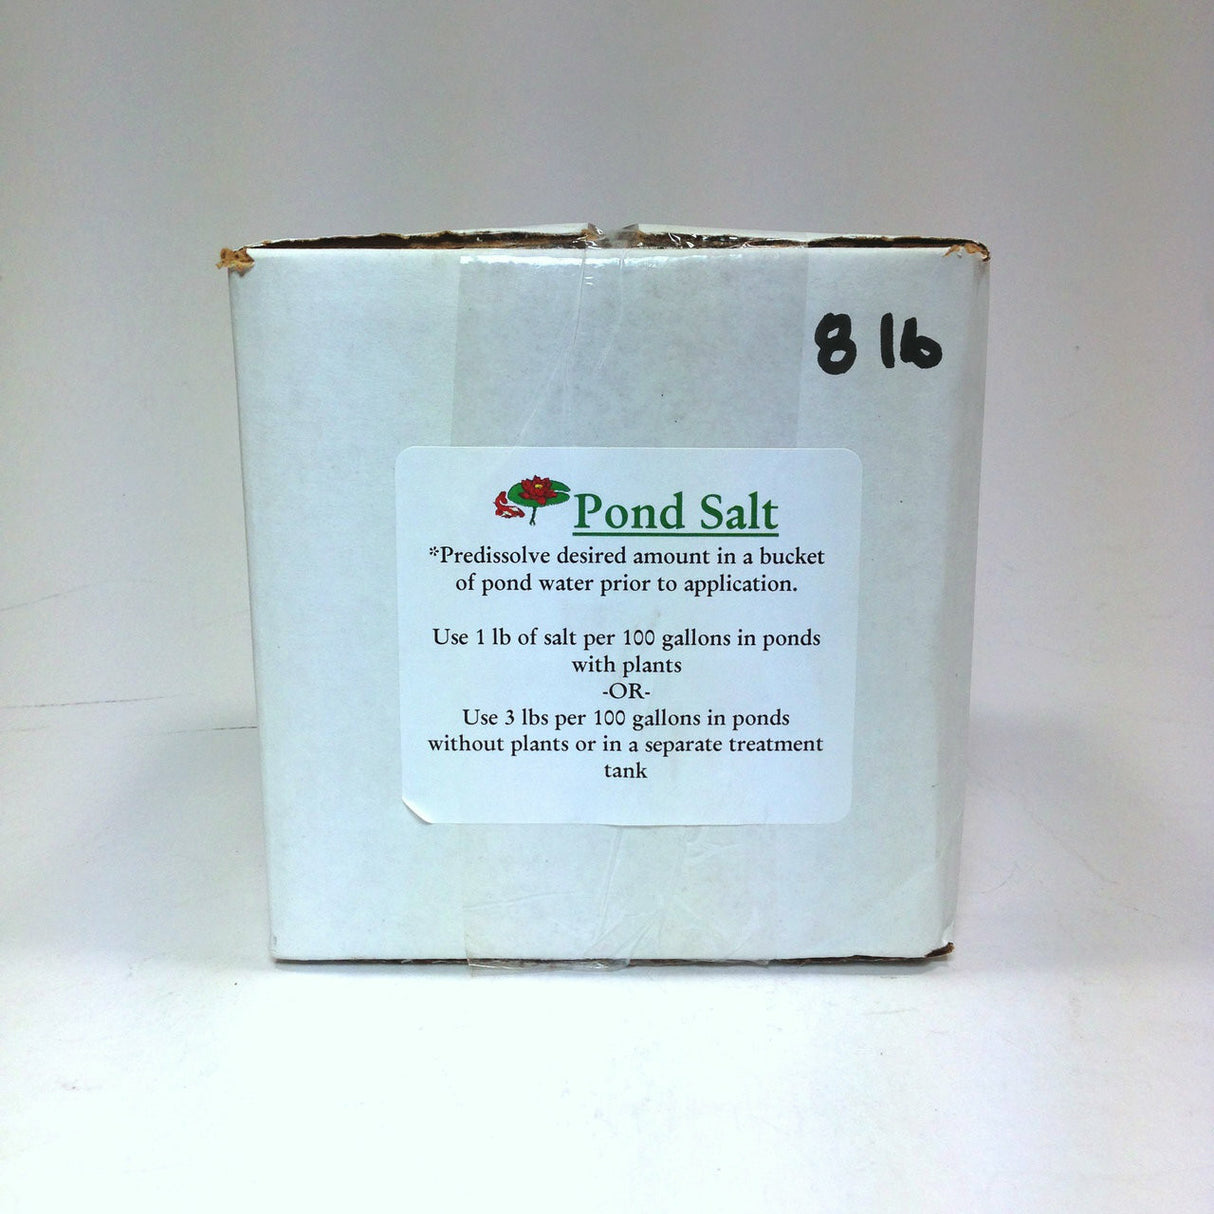 8 lb
Pond Salt
*Predissolve desired amount in a bucket
of pond water prior to application.
Use 1 lb of salt per 100 gallons in ponds
with plants
-OR-
Use 3 lbs per 100 gallons in ponds
without plants or in a separate treatment
tank